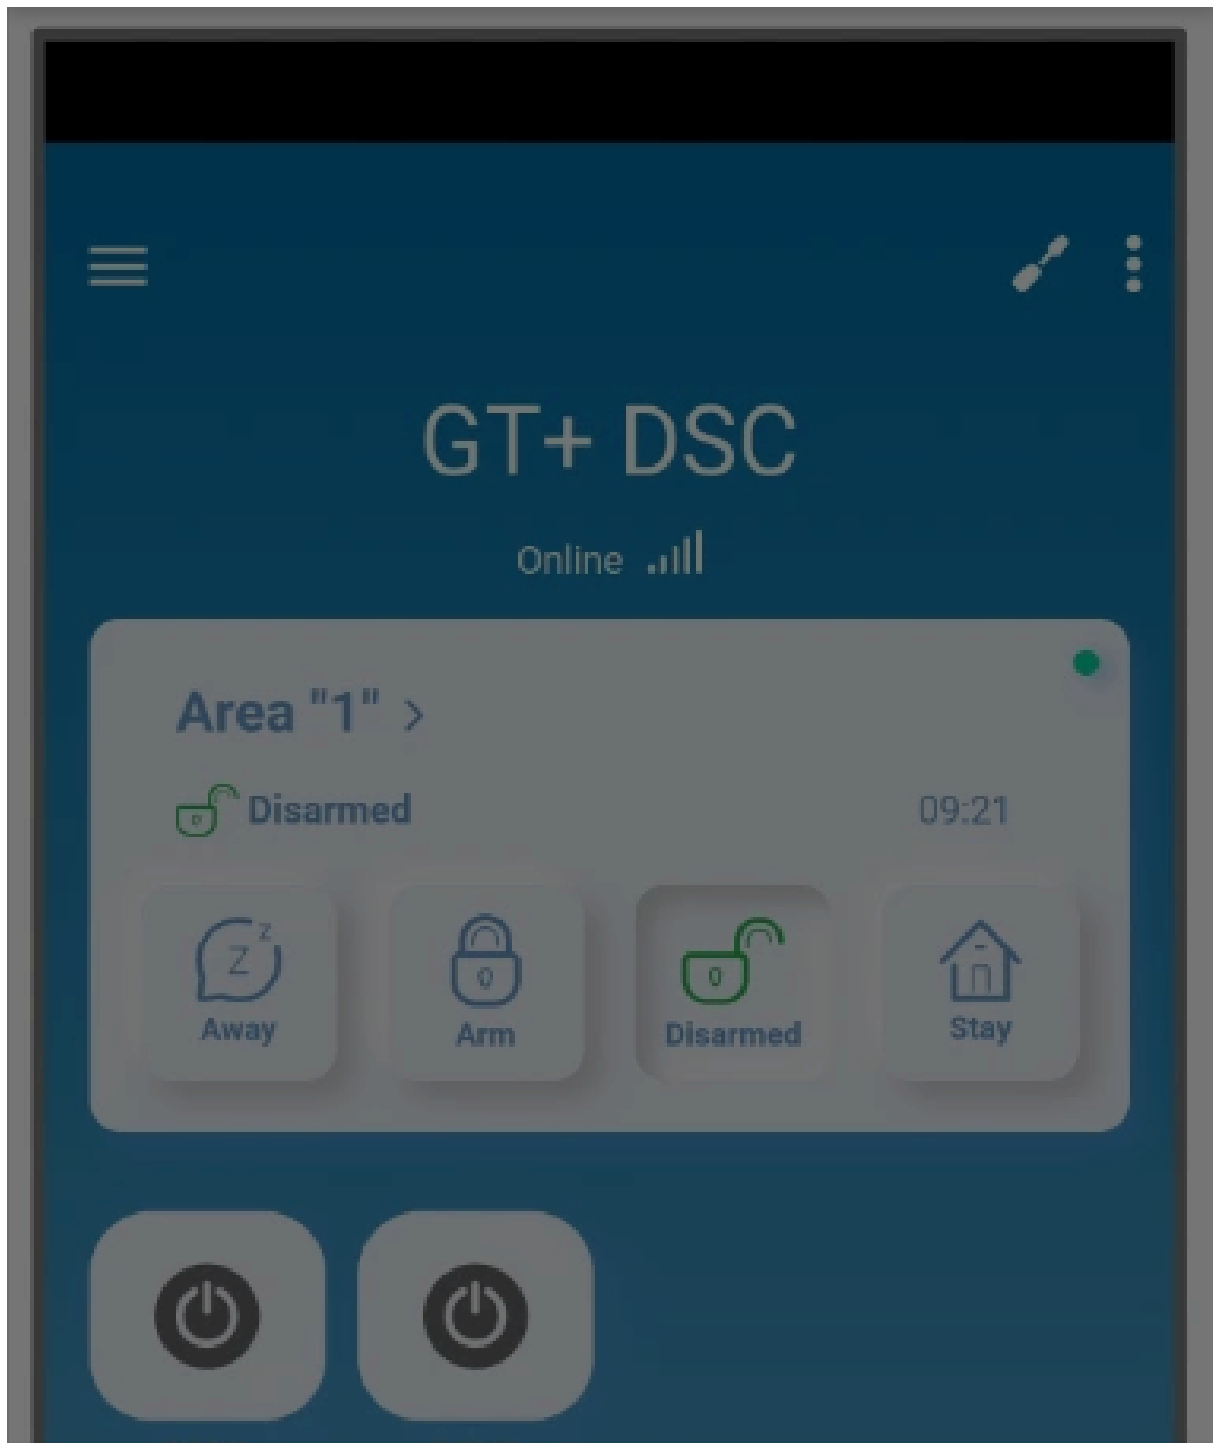 GT+ DSC
Online
Area "1" >
Disarmed 09:21
Away Arm Disarmed Stay